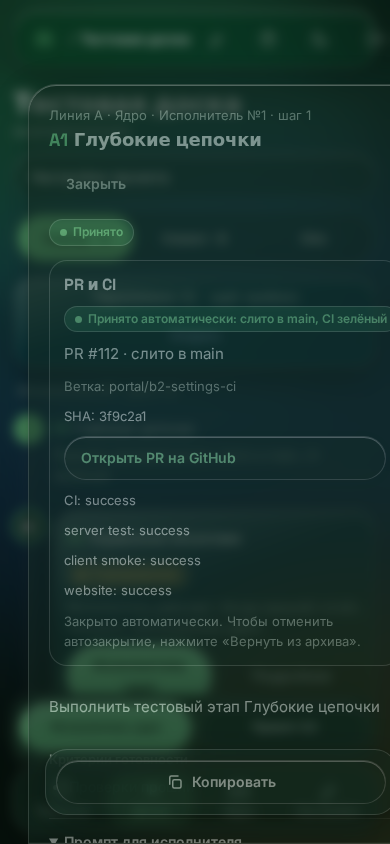 Линия A · Ядро · Исполнитель №1 · шаг 1
A1 Глубокие цепочки
Закрыть
Принято
PR и CI
Принято автоматически: слито в main, CI зелёный
PR #112 · слито в main
Ветка: portal/b2-settings-ci
SHA: 3f9c2a1
Открыть PR на GitHub
CI: success
server test: success
client smoke: success
website: success
Закрыто автоматически. Чтобы отменить
автозакрытие, нажмите «Вернуть из архива».
Выполнить тестовый этап Глубокие цепочки
Копировать
▼ Промпт для исполнителя